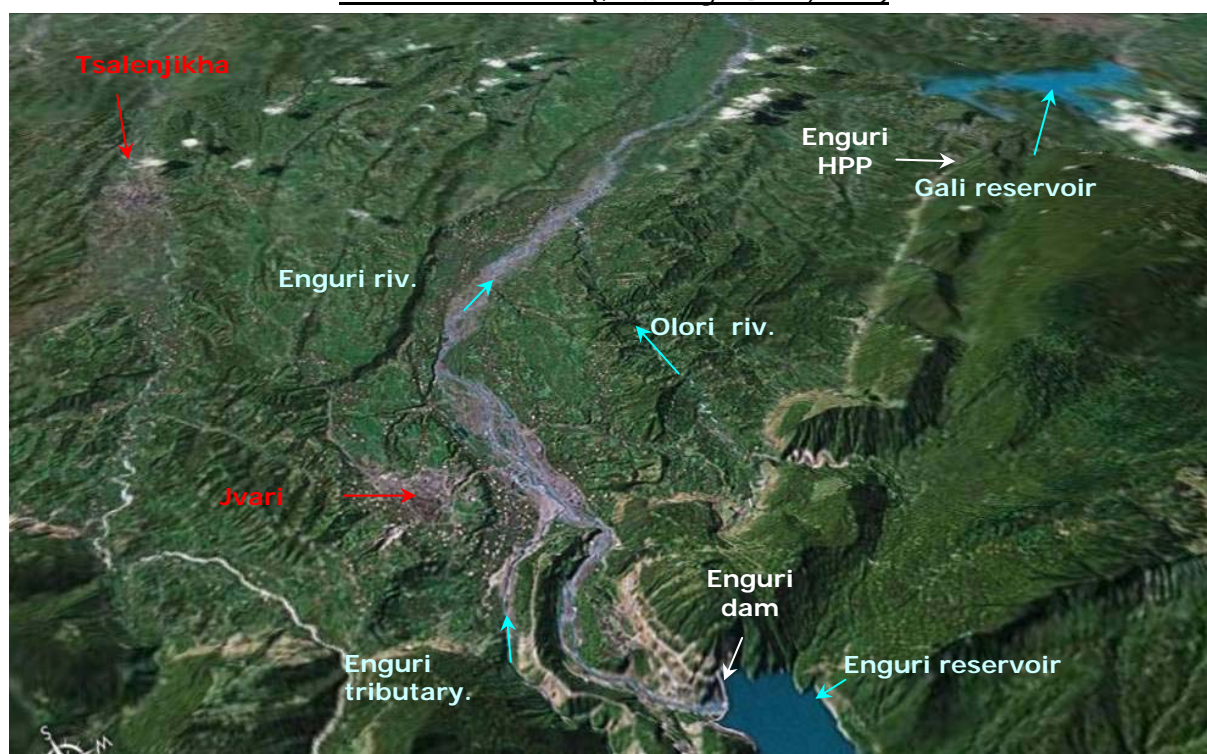 Tsalenjikha
Enguri
HPP
Gali reservoir
Enguri riv.
Olori riv.
Jvari
Enguri
dam
Enguri
tributary.
Enguri reservoir
S
W